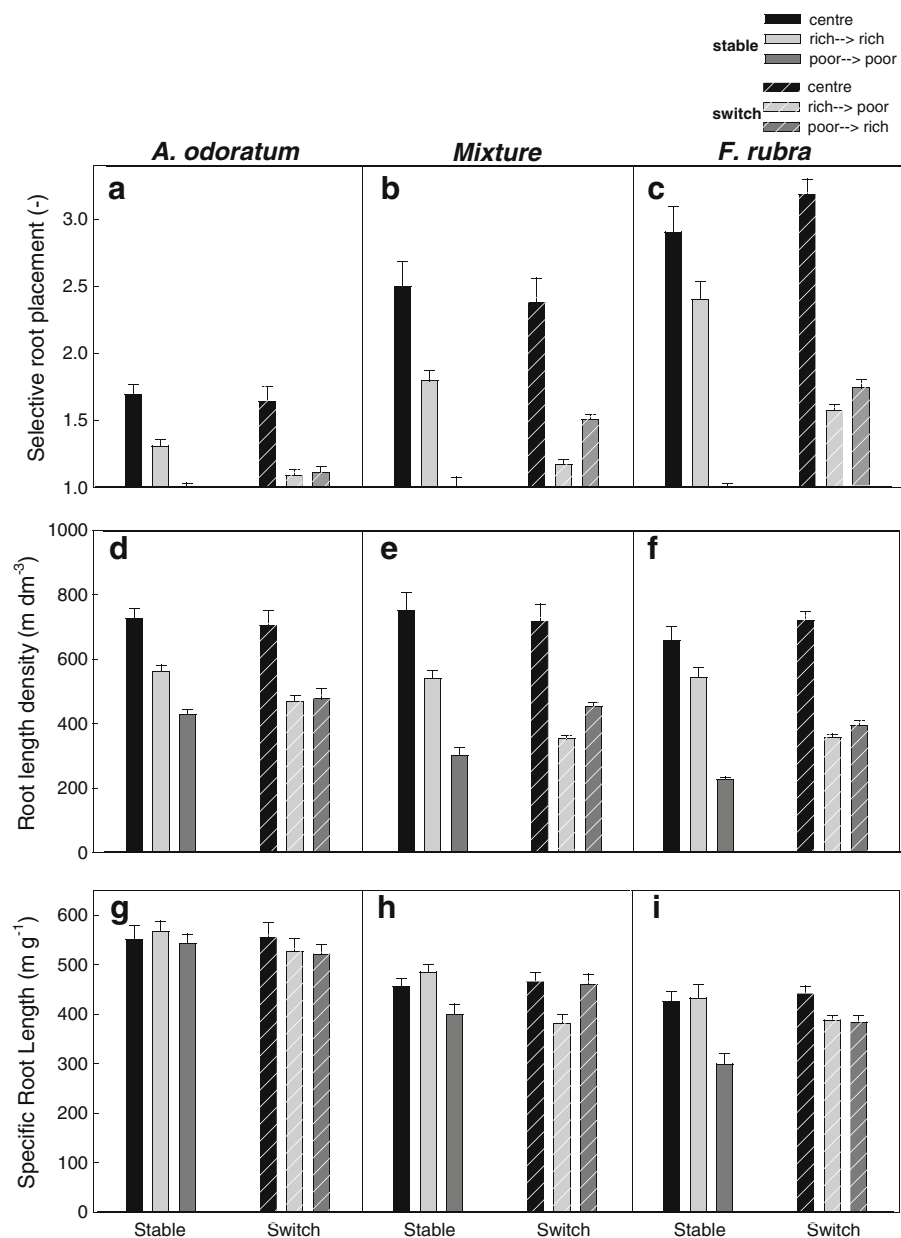 centre
stable rich--> rich
poor--> poor
centre
switch rich--> poor
poor--> rich
A. odoratum Mixture F. rubra
a b c
Selective root placement (-)
3.0
2.5
2.0
1.5
1.0
d e f
Root length density (m dm-3)
1000
800
600
400
200
0
g h i
Specific Root Length (m g-1)
600
500
400
300
200
100
0
Stable Switch Stable Switch Stable Switch